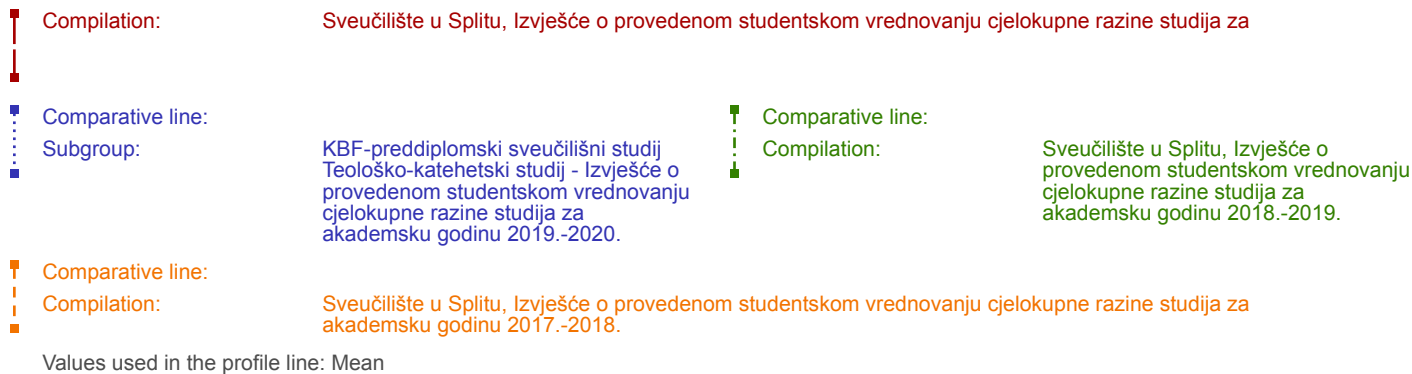 Compilation: Sveučilište u Splitu, Izvješće o provedenom studentskom vrednovanju cjelokupne razine studija za
Comparative line:
Subgroup: KBF-preddiplomski sveučilišni studij
Teološko-katehetski studij - Izvješće o
provedenom studentskom vrednovanju
cjelokupne razine studija za
akademsku godinu 2019.-2020.
Comparative line:
Compilation: Sveučilište u Splitu, Izvješće o
provedenom studentskom vrednovanju
cjelokupne razine studija za
akademsku godinu 2018.-2019.
Comparative line:
Compilation: Sveučilište u Splitu, Izvješće o provedenom studentskom vrednovanju cjelokupne razine studija za
akademsku godinu 2017.-2018.
Values used in the profile line: Mean